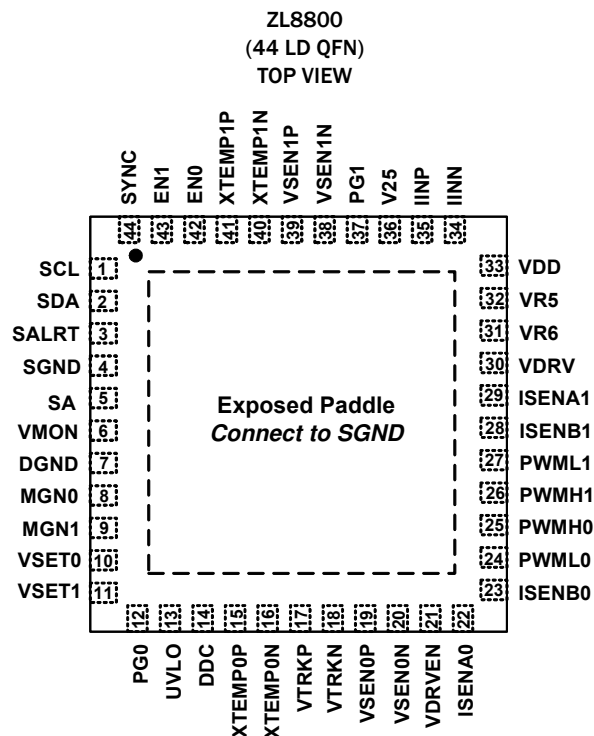 ZL8800
(44 LD QFN)
TOP VIEW
SYNC
EN1
EN0
XTEMP1P
XTEMP1N
VSEN1P
VSEN1N
PG1
V25
IINP
IINN
44
43
42
41
40
39
38
37
36
35
34
SCL 1
SDA 2
SALRT 3
SGND 4
SA 5
VMON 6
DGND 7
MGN0 8
MGN1 9
VSET0 10
VSET1 11
Exposed Paddle
Connect to SGND
33 VDD
32 VR5
31 VR6
30 VDRV
29 ISENA1
28 ISENB1
27 PWML1
26 PWMH1
25 PWMH0
24 PWML0
23 ISENB0
12
13
14
15
16
17
18
19
20
21
22
PG0
UVLO
DDC
XTEMP0P
XTEMP0N
VTRKP
VTRKN
VSEN0P
VSEN0N
VDRVEN
ISENA0